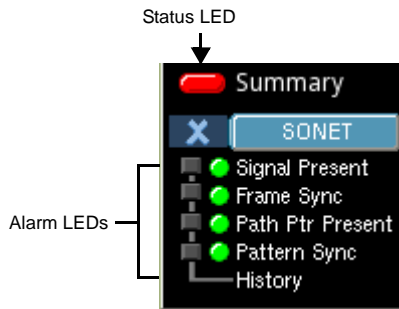 Status LED
Summary
X SONET
Signal Present
Frame Sync
Alarm LEDs
Path Ptr Present
Pattern Sync
History